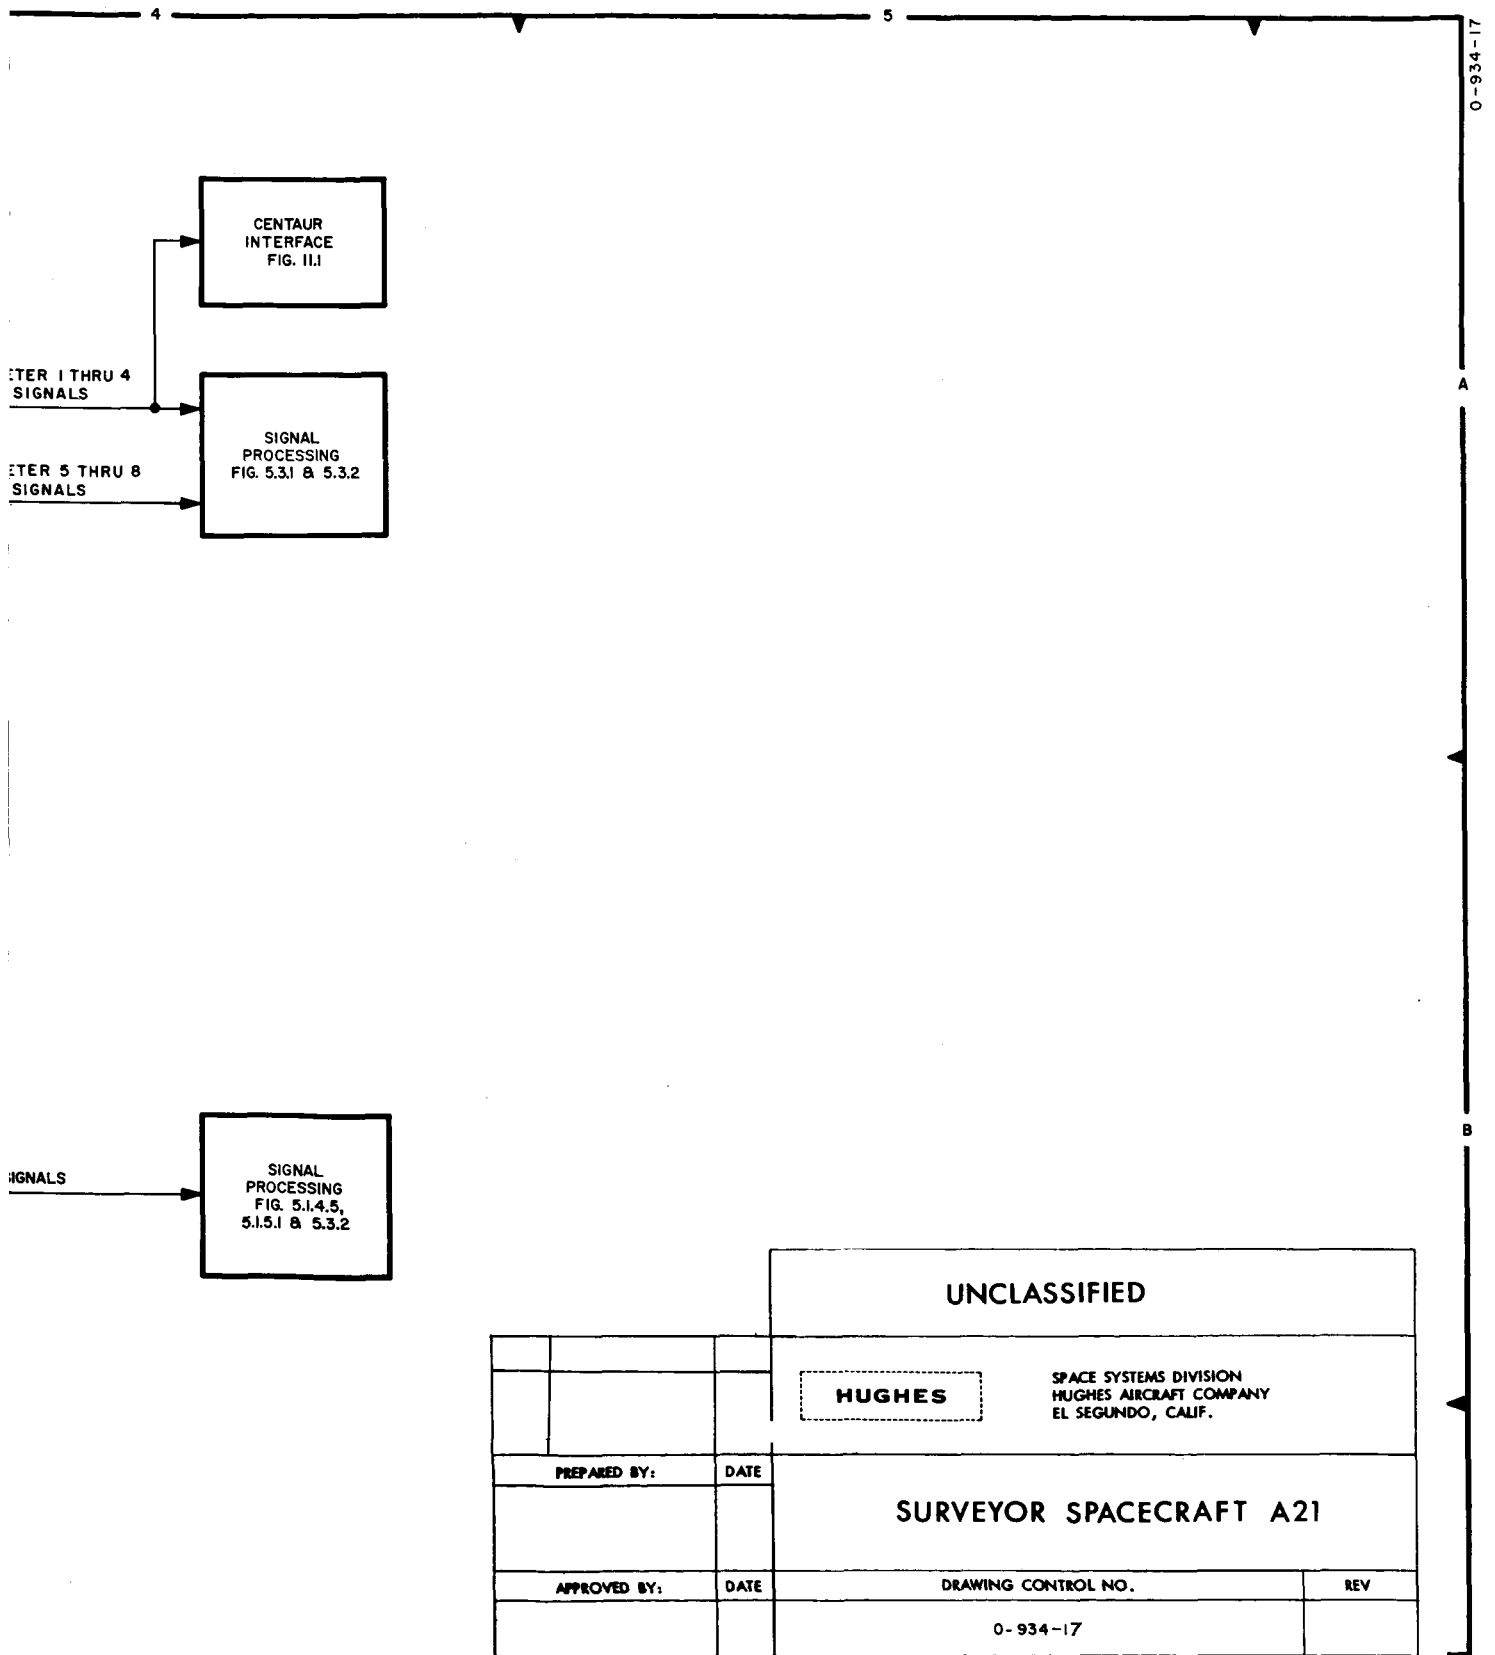 4
5
0-934-17
CENTAUR
INTERFACE
FIG. 11.1
ETER 1 THRU 4
SIGNALS
A
SIGNAL
PROCESSING
FIG. 5.3.1 & 5.3.2
ETER 5 THRU 8
SIGNALS
B
SIGNALS
SIGNAL
PROCESSING
FIG. 5.1.4.5,
5.1.5.1 & 5.3.2
UNCLASSIFIED
HUGHES
SPACE SYSTEMS DIVISION
HUGHES AIRCRAFT COMPANY
EL SEGUNDO, CALIF.
PREPARED BY:
DATE
SURVEYOR SPACECRAFT A21
APPROVED BY:
DATE
DRAWING CONTROL NO.
REV
0-934-17